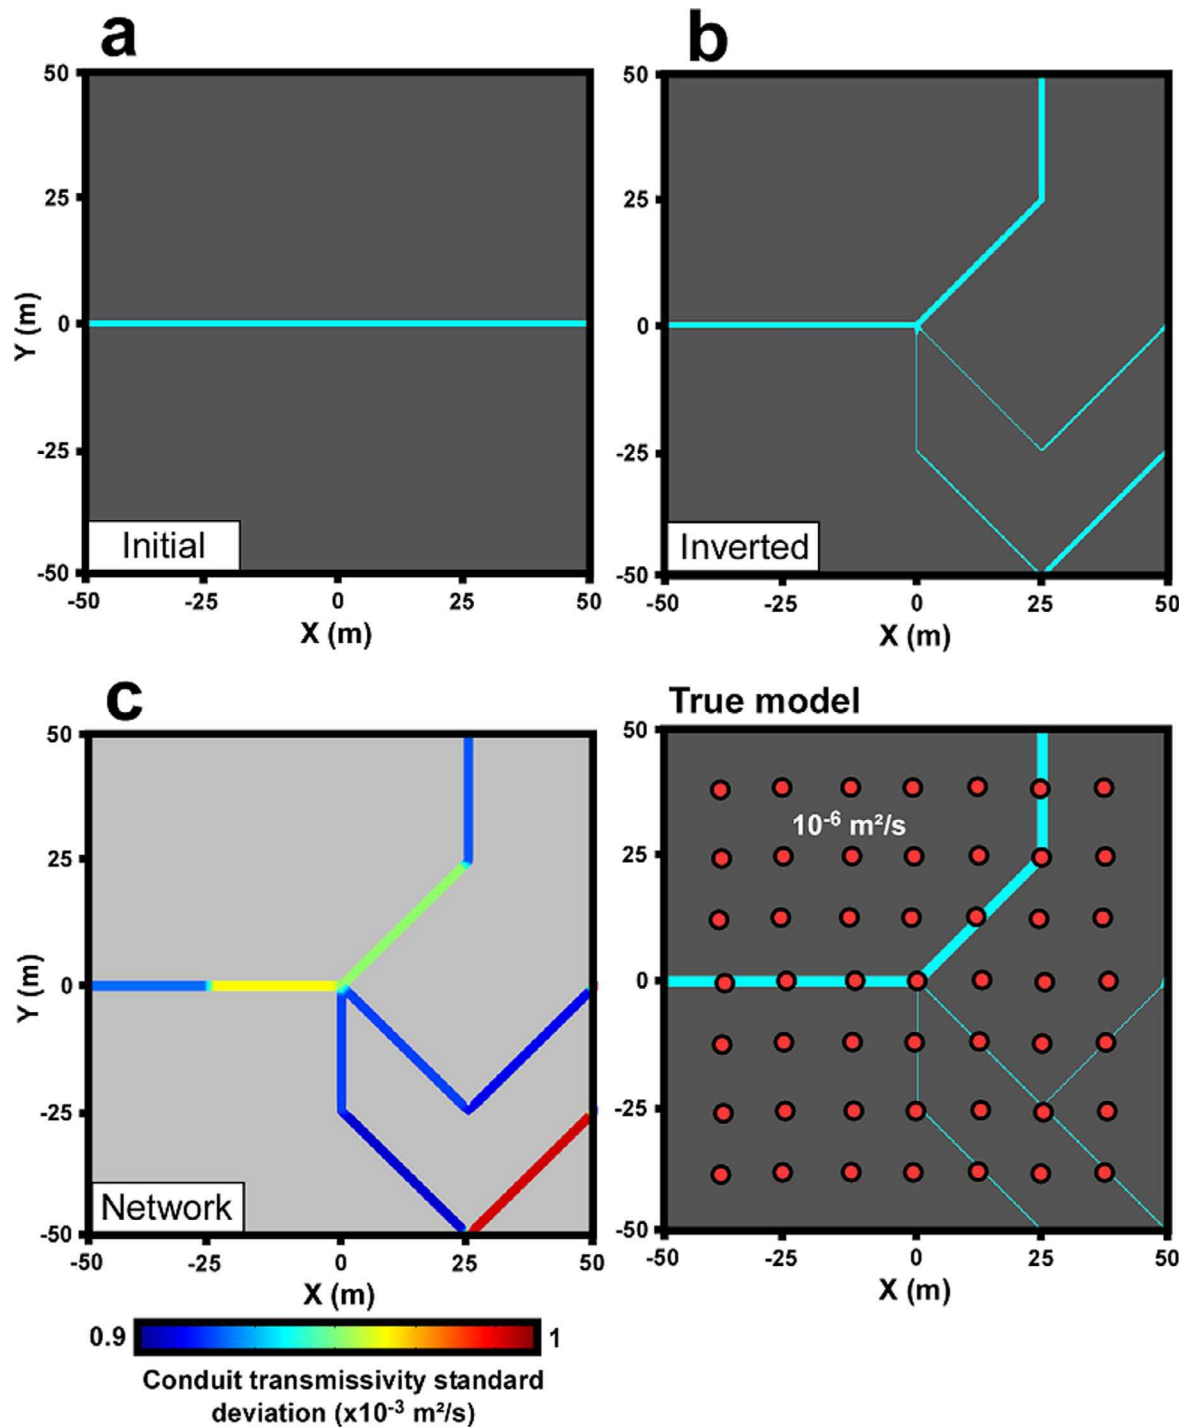 a
b
50
25
0
-25
-50
Y (m)
Initial
-50
-25
0
25
50
X (m)
50
25
0
-25
-50
Inverted
-50
-25
0
25
50
X (m)
c
50
25
0
-25
-50
Y (m)
Network
-50
-25
0
25
50
X (m)
0.9
1
Conduit transmissivity standard
deviation (x10⁻³ m²/s)
True model
50
25
0
-25
-50
10⁻⁶ m²/s
-50
-25
0
25
50
X (m)